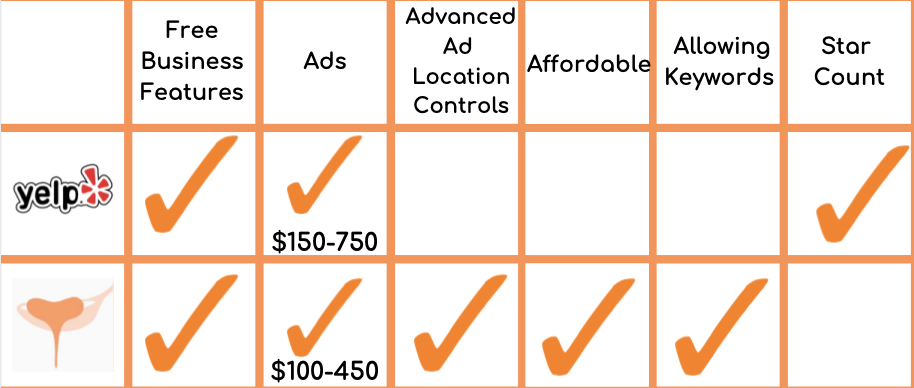 Free
Business
Features
Ads
Advanced
Ad
Location
Controls
Affordable
Allowing
Keywords
Star
Count
yelp
$150-750
$100-450